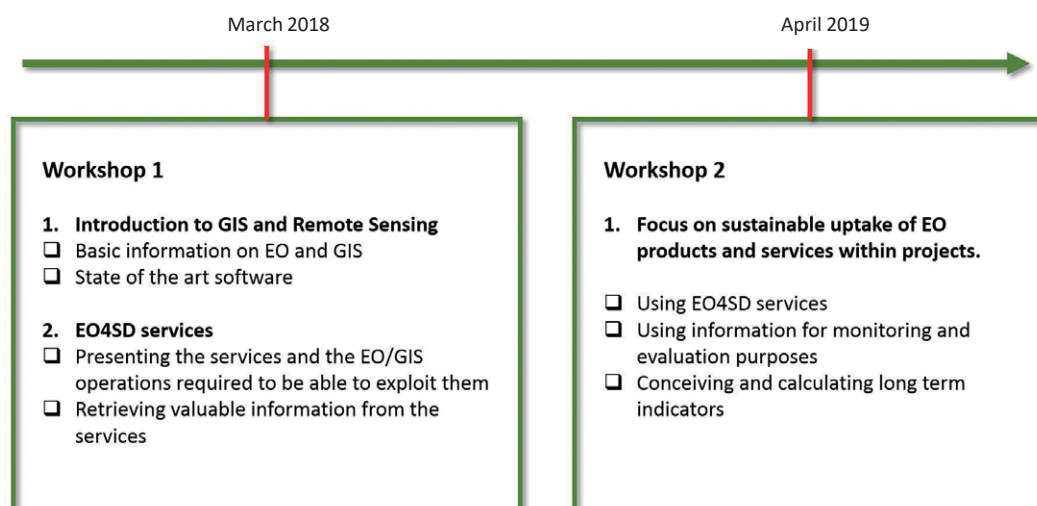 March 2018
April 2019
Workshop 1
1. Introduction to GIS and Remote Sensing
❑ Basic information on EO and GIS
❑ State of the art software
2. EO4SD services
❑ Presenting the services and the EO/GIS
operations required to be able to exploit them
❑ Retrieving valuable information from the
services
Workshop 2
1. Focus on sustainable uptake of EO
products and services within projects.
❑ Using EO4SD services
❑ Using information for monitoring and
evaluation purposes
❑ Conceiving and calculating long term
indicators